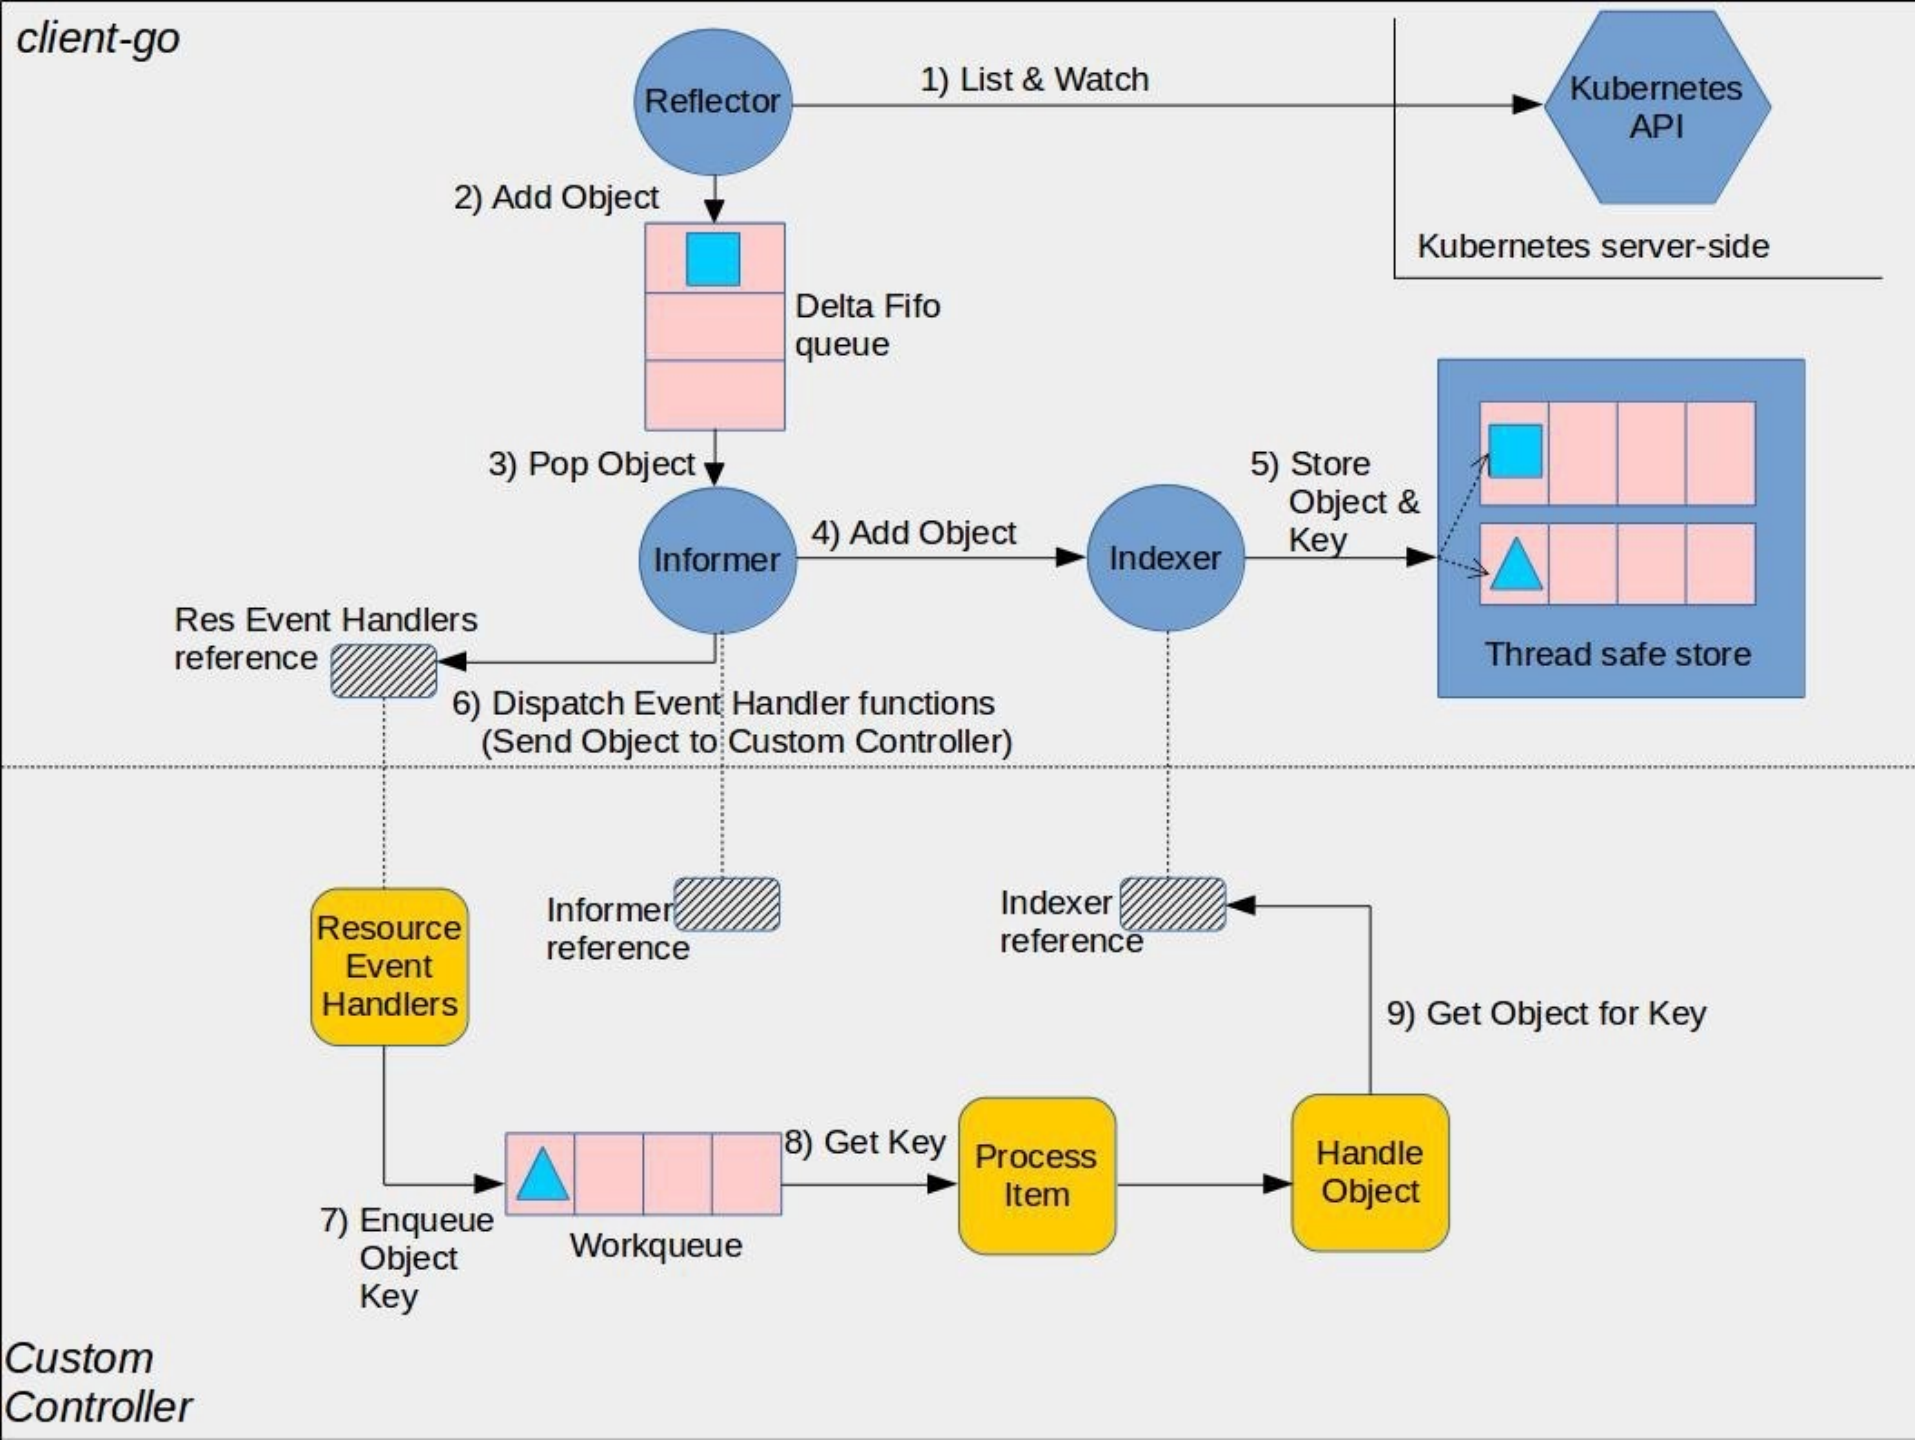 client-go
Reflector
1) List & Watch
Kubernetes
API
Kubernetes server-side
2) Add Object
Delta Fifo
queue
3) Pop Object
Informer
4) Add Object
Indexer
5) Store
Object &
Key
Thread safe store
Res Event Handlers
reference
6) Dispatch Event Handler functions
(Send Object to Custom Controller)
Resource
Event
Handlers
Informer
reference
Indexer
reference
9) Get Object for Key
7) Enqueue
Object
Key
Workqueue
8) Get Key
Process
Item
Handle
Object
Custom
Controller